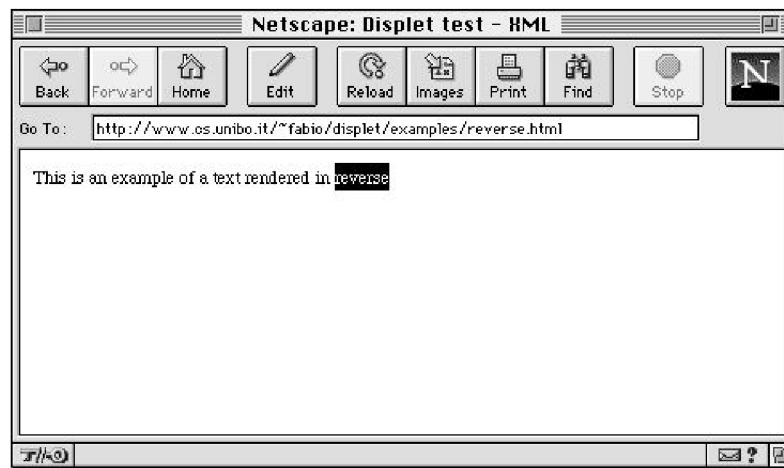 Netscape: Displet test - XML
Back Forward Home Edit Reload Images Print Find Stop N
Go To: http://www.cs.unibo.it/~fabio/displet/examples/reverse.html
This is an example of a text rendered in reverse
?